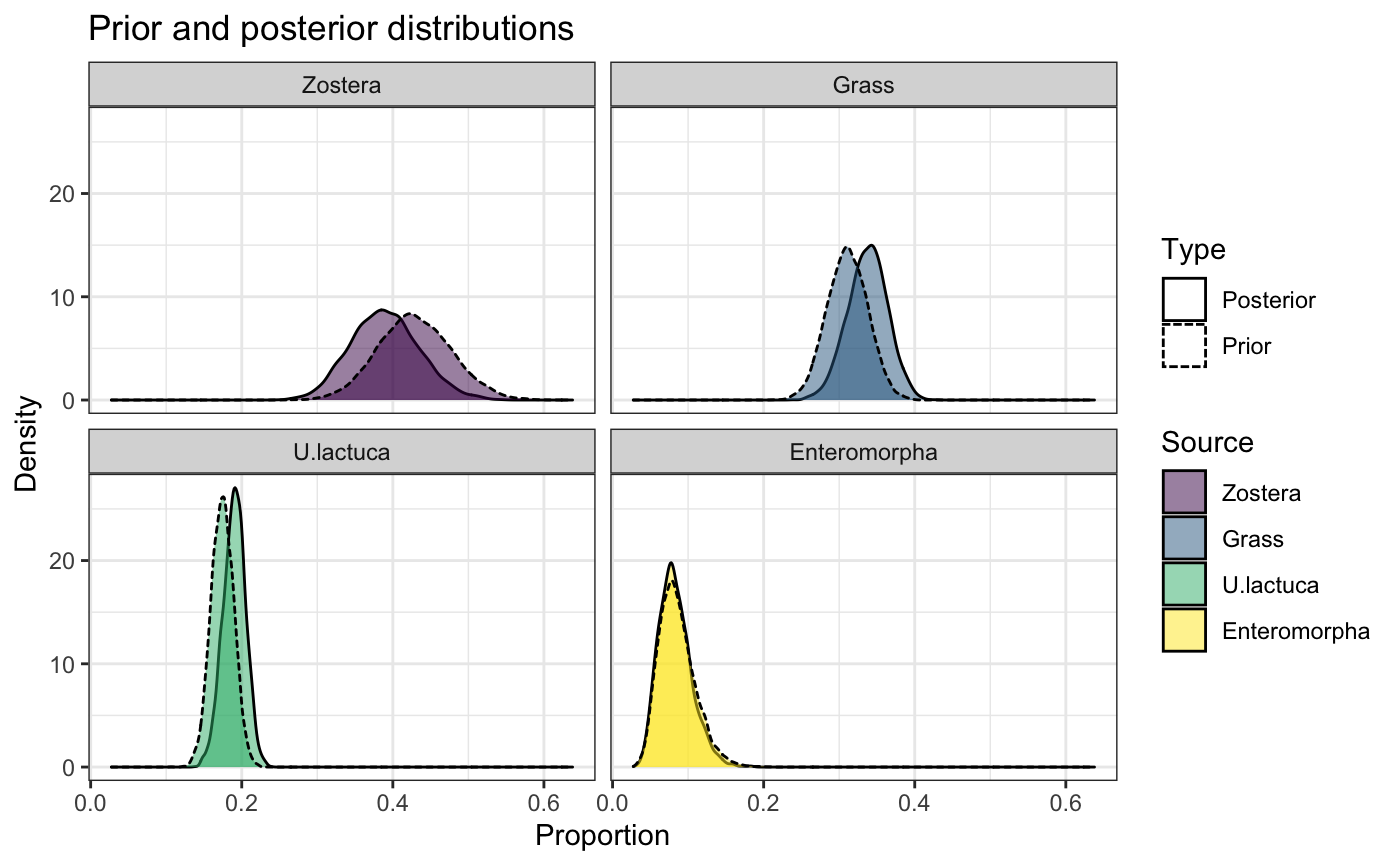 Prior and posterior distributions
Zostera
Grass
20
10
0
U.lactuca
Enteromorpha
20
10
0
0.0 0.2 0.4 0.6 0.0 0.2 0.4 0.6
Proportion
Density
Type
Posterior
Prior
Source
Zostera
Grass
U.lactuca
Enteromorpha